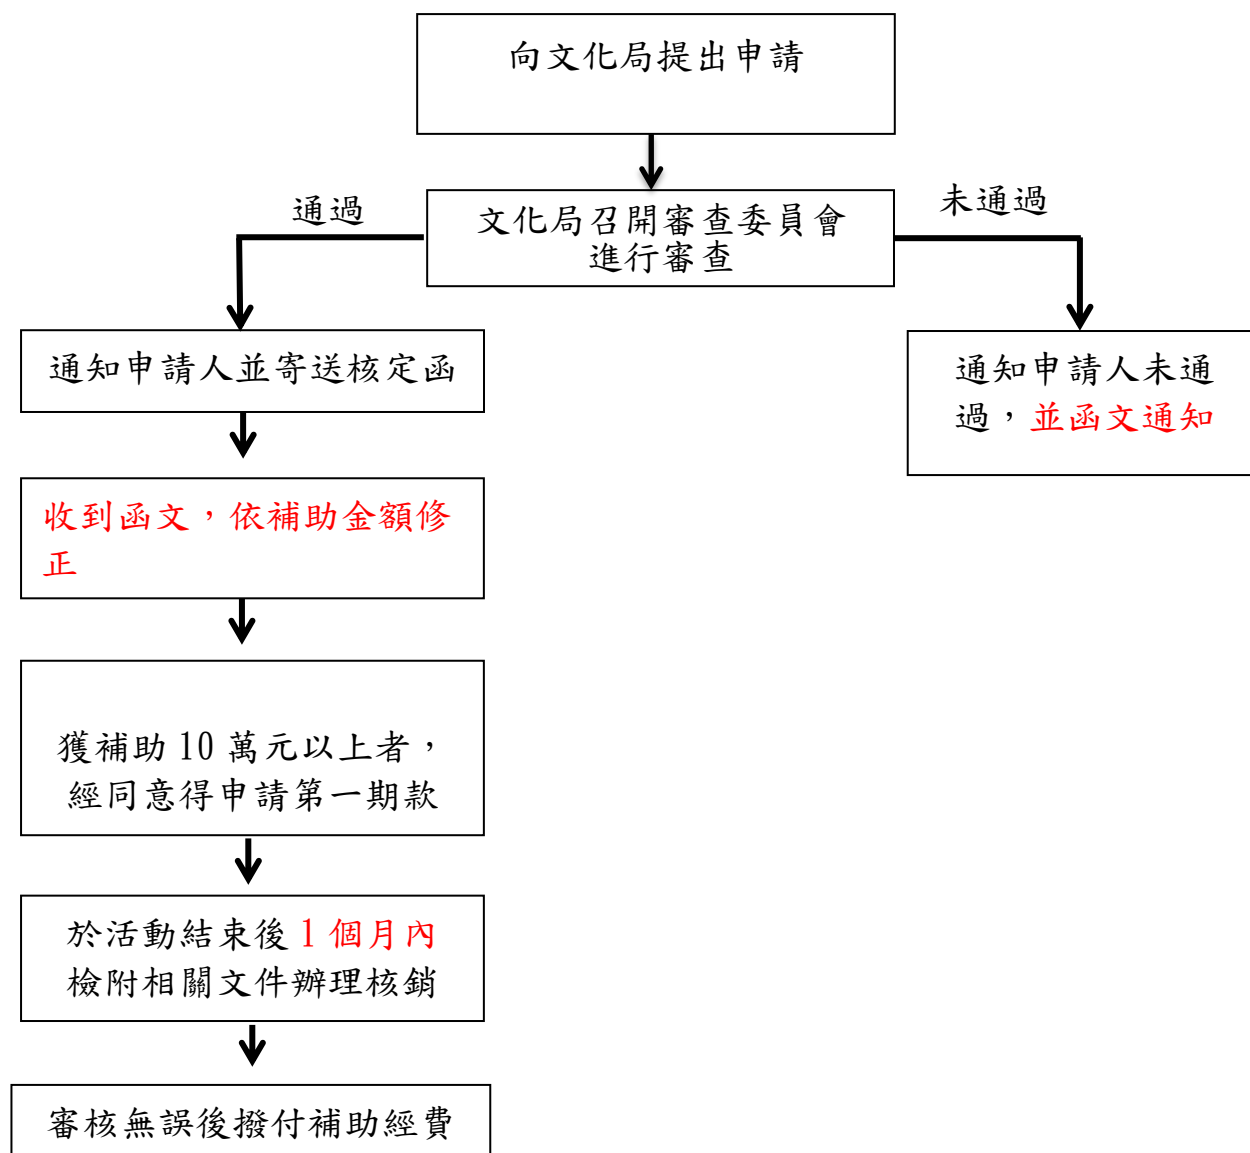 向文化局提出申請
通過
未通過
文化局召開審查委員會
進行審查
通知申請人並寄送核定函
通知申請人未通
過，並函文通知
收到函文，依補助金額修
正
獲補助 10 萬元以上者，
經同意得申請第一期款
於活動結束後 1 個月內
檢附相關文件辦理核銷
審核無誤後撥付補助經費